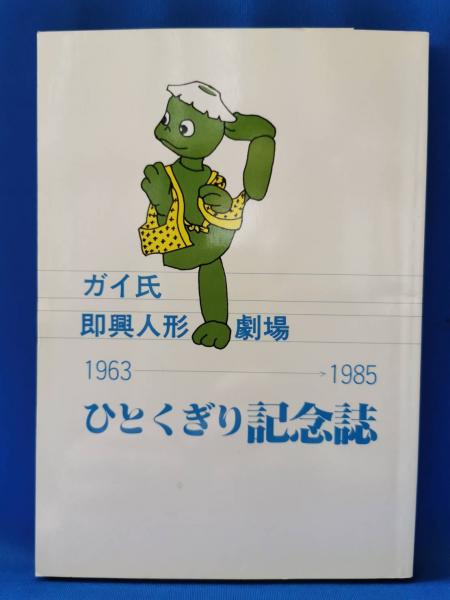 ガイ氏
即興人形劇場
1963 → 1985
ひとくぎり記念誌